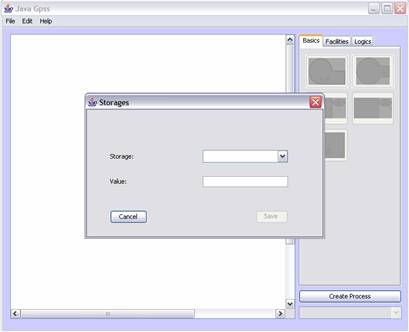 Java Gpss
File Edit Help
Basics Facilities Logics
Storages
Storage:
Value:
Cancel Save
Create Process